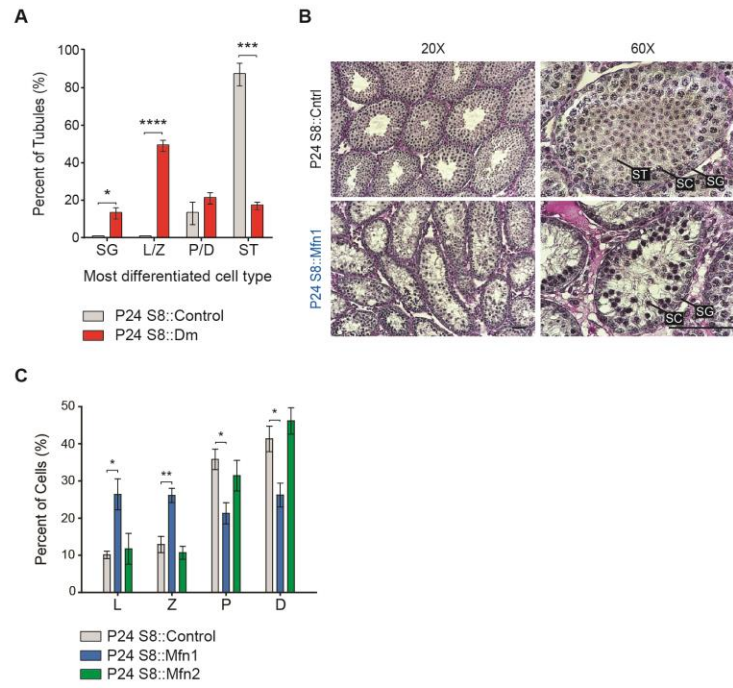 A
Percent of Tubules (%)
100
80
60
40
20
0
*
****
***
SG L/Z P/D ST
Most differentiated cell type
P24 S8::Control
P24 S8::Dm
B
20X 60X
P24 S8::Cntrl
ST SC SG
P24 S8::Mfn1
SC SG
C
Percent of Cells (%)
50
40
30
20
10
0
*
**
*
*
L Z P D
P24 S8::Control
P24 S8::Mfn1
P24 S8::Mfn2